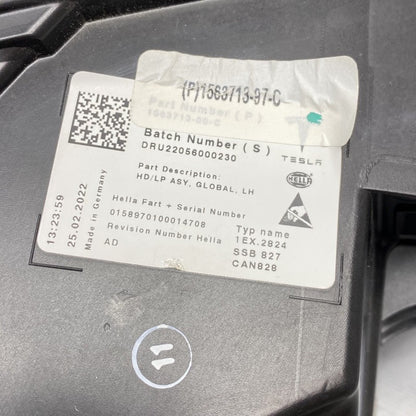 (P)1563713-97-C
Part Number (P)
1563713-00-C
Batch Number (S)
DRU22056000230
TESLA
Part Description:
HD/LP ASY, GLOBAL, LH
HELLA
Hella Part + Serial Number
0158970100014708
Revision Number Hella
AD
Typ name
1EX.2824
SSB 827
CAN828
13:23:59
25.02.2022
Made in Germany
11